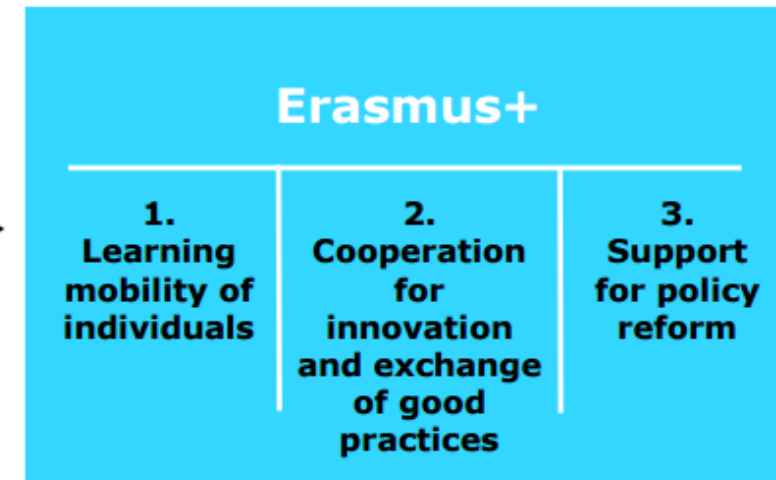 Erasmus+
1.
Learning
mobility of
individuals
2.
Cooperation
for
innovation
and exchange
of good
practices
3.
Support
for policy
reform